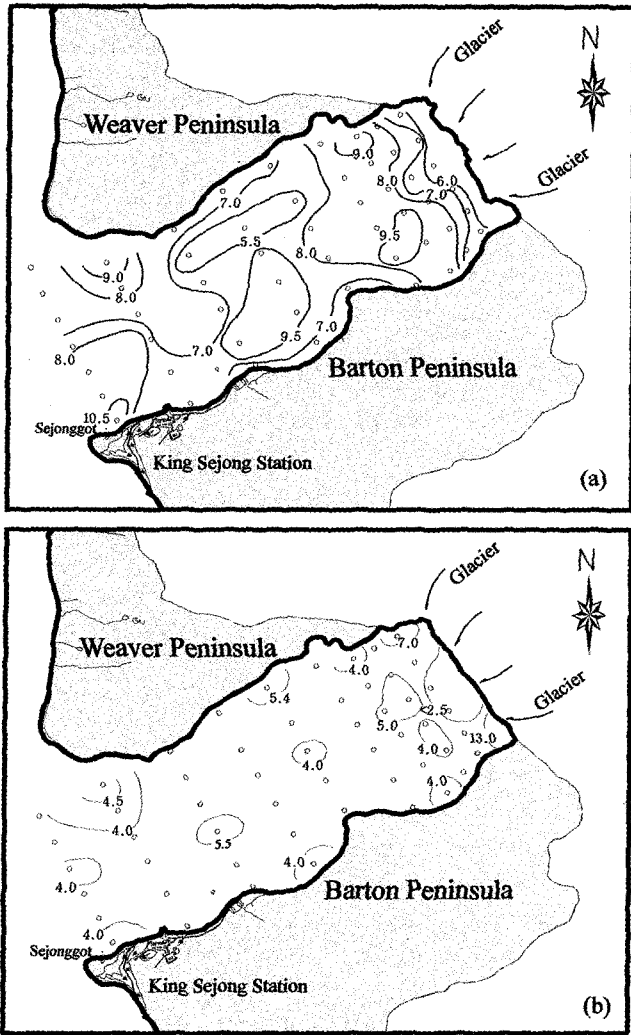 Glacier
N
Weaver Peninsula
9.0
8.0
6.0
7.0
Glacier
7.0
5.5
9.5
8.0
9.0
8.0
9.5
7.0
7.0
8.0
Barton Peninsula
10.5
Sejonggot
King Sejong Station
(a)
Glacier
N
Weaver Peninsula
7.0
4.0
5.4
Glacier
2.5
5.0
13.0
4.0
4.0
4.0
4.5
4.0
5.5
4.0
4.0
Barton Peninsula
4.0
Sejonggot
King Sejong Station
(b)